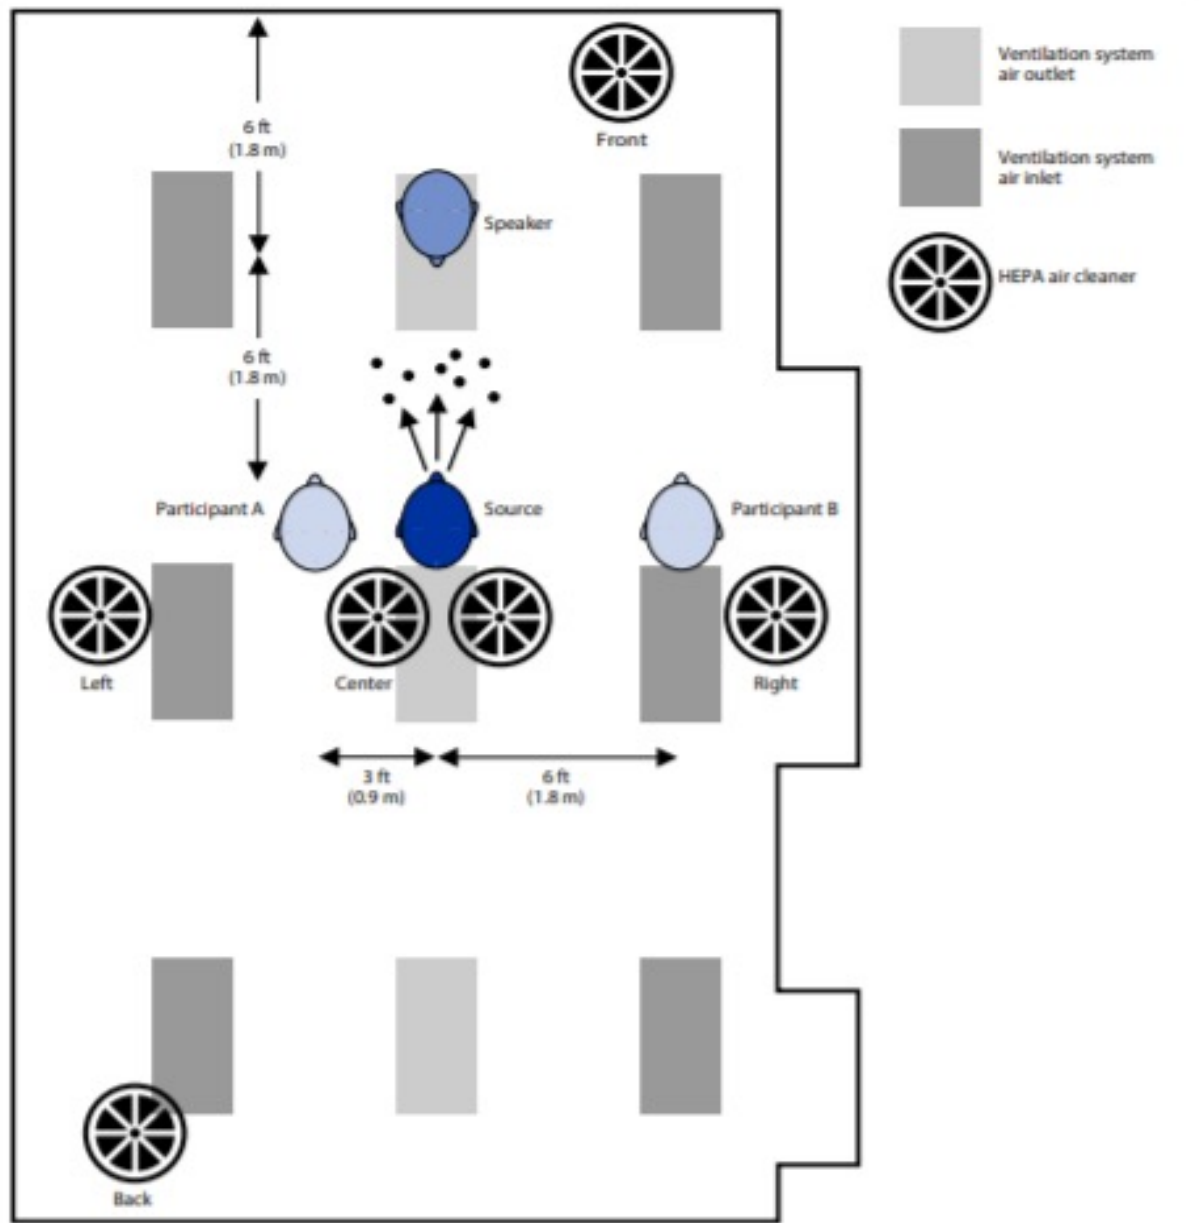 Ventilation system
air outlet
6 ft
(1.8 m)
Front
Ventilation system
air inlet
Speaker
HEPA air cleaner
6 ft
(1.8 m)
Participant A
Source
Participant B
Left
Center
Right
3 ft
(0.9 m)
6 ft
(1.8 m)
Back